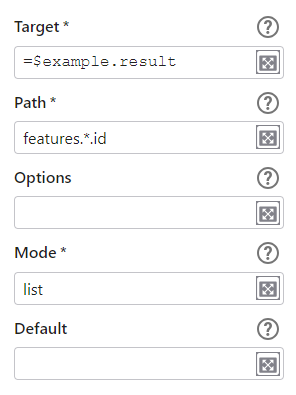 Target *
=$example.result
Path *
features.*.id
Options
Mode *
list
Default